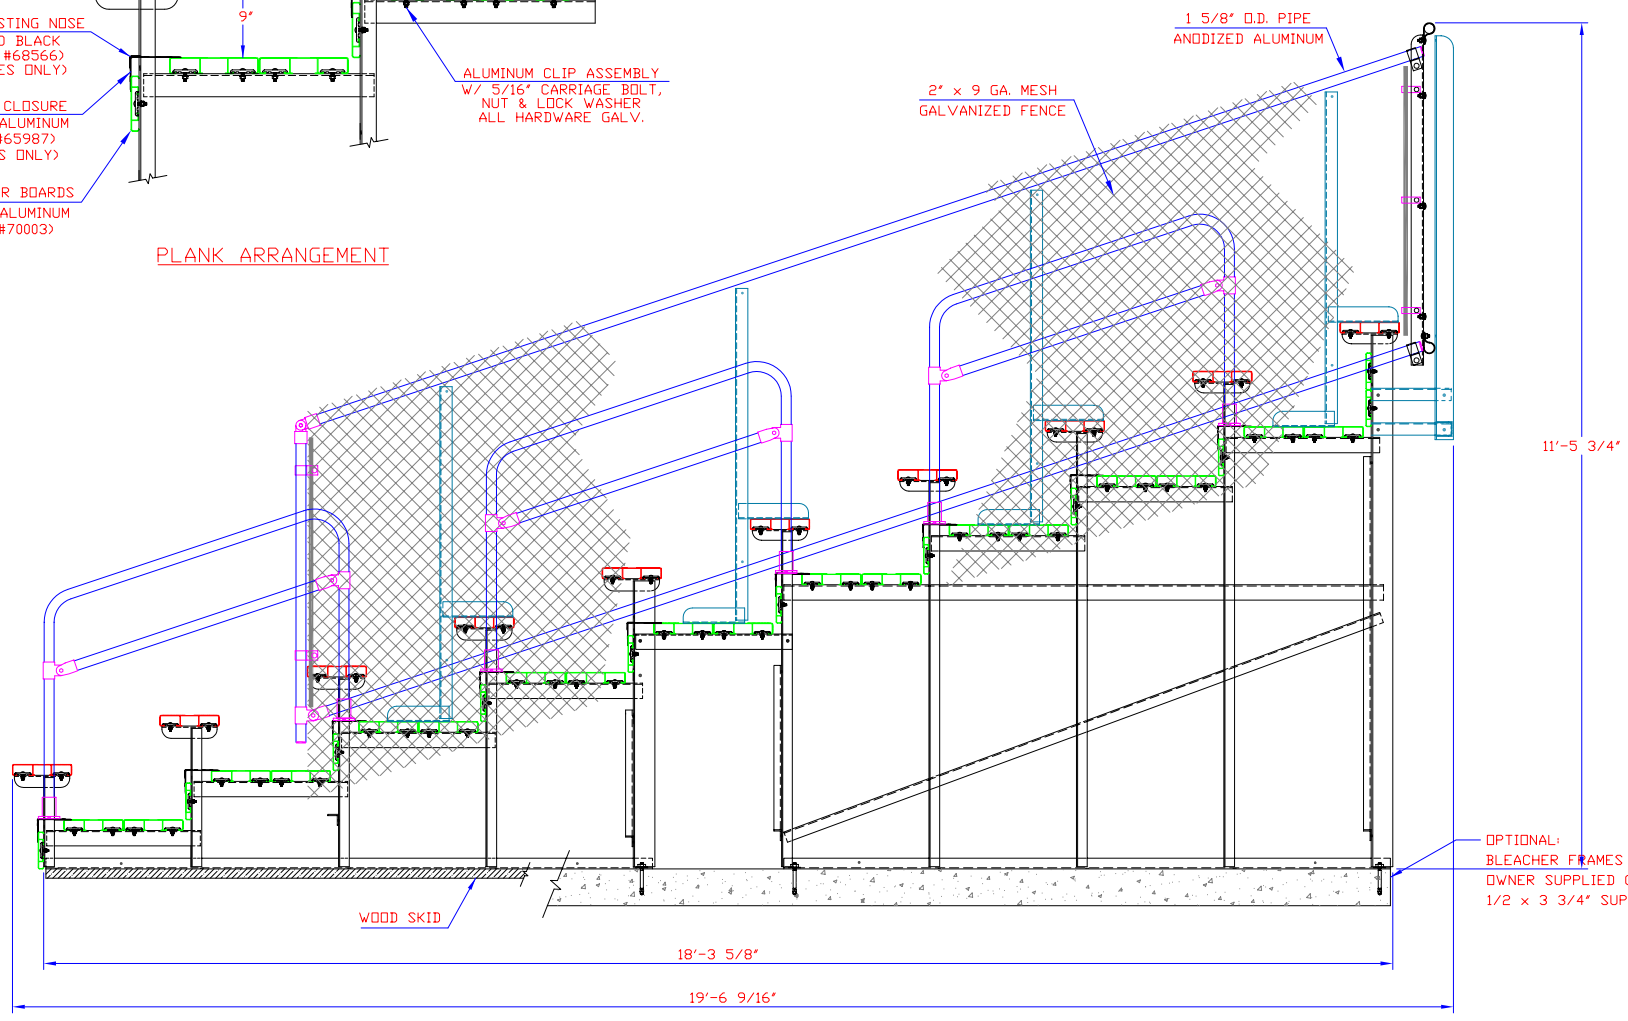 9"
STING NOSE
D BLACK
#68566)
ES ONLY)
CLOSURE
ALUMINUM
#65987)
S ONLY)
R BOARDS
ALUMINUM
#70003)
PLANK ARRANGEMENT
ALUMINUM CLIP ASSEMBLY
W/ 5/16" CARRIAGE BOLT,
NUT & LOCK WASHER
ALL HARDWARE GALV.
1 5/8" O.D. PIPE
ANODIZED ALUMINUM
2" x 9 GA. MESH
GALVANIZED FENCE
11'-5 3/4"
OPTIONAL:
BLEACHER FRAMES
OWNER SUPPLIED
1/2 x 3 3/4" SUP
WOOD SKID
18'-3 5/8"
19'-6 9/16"